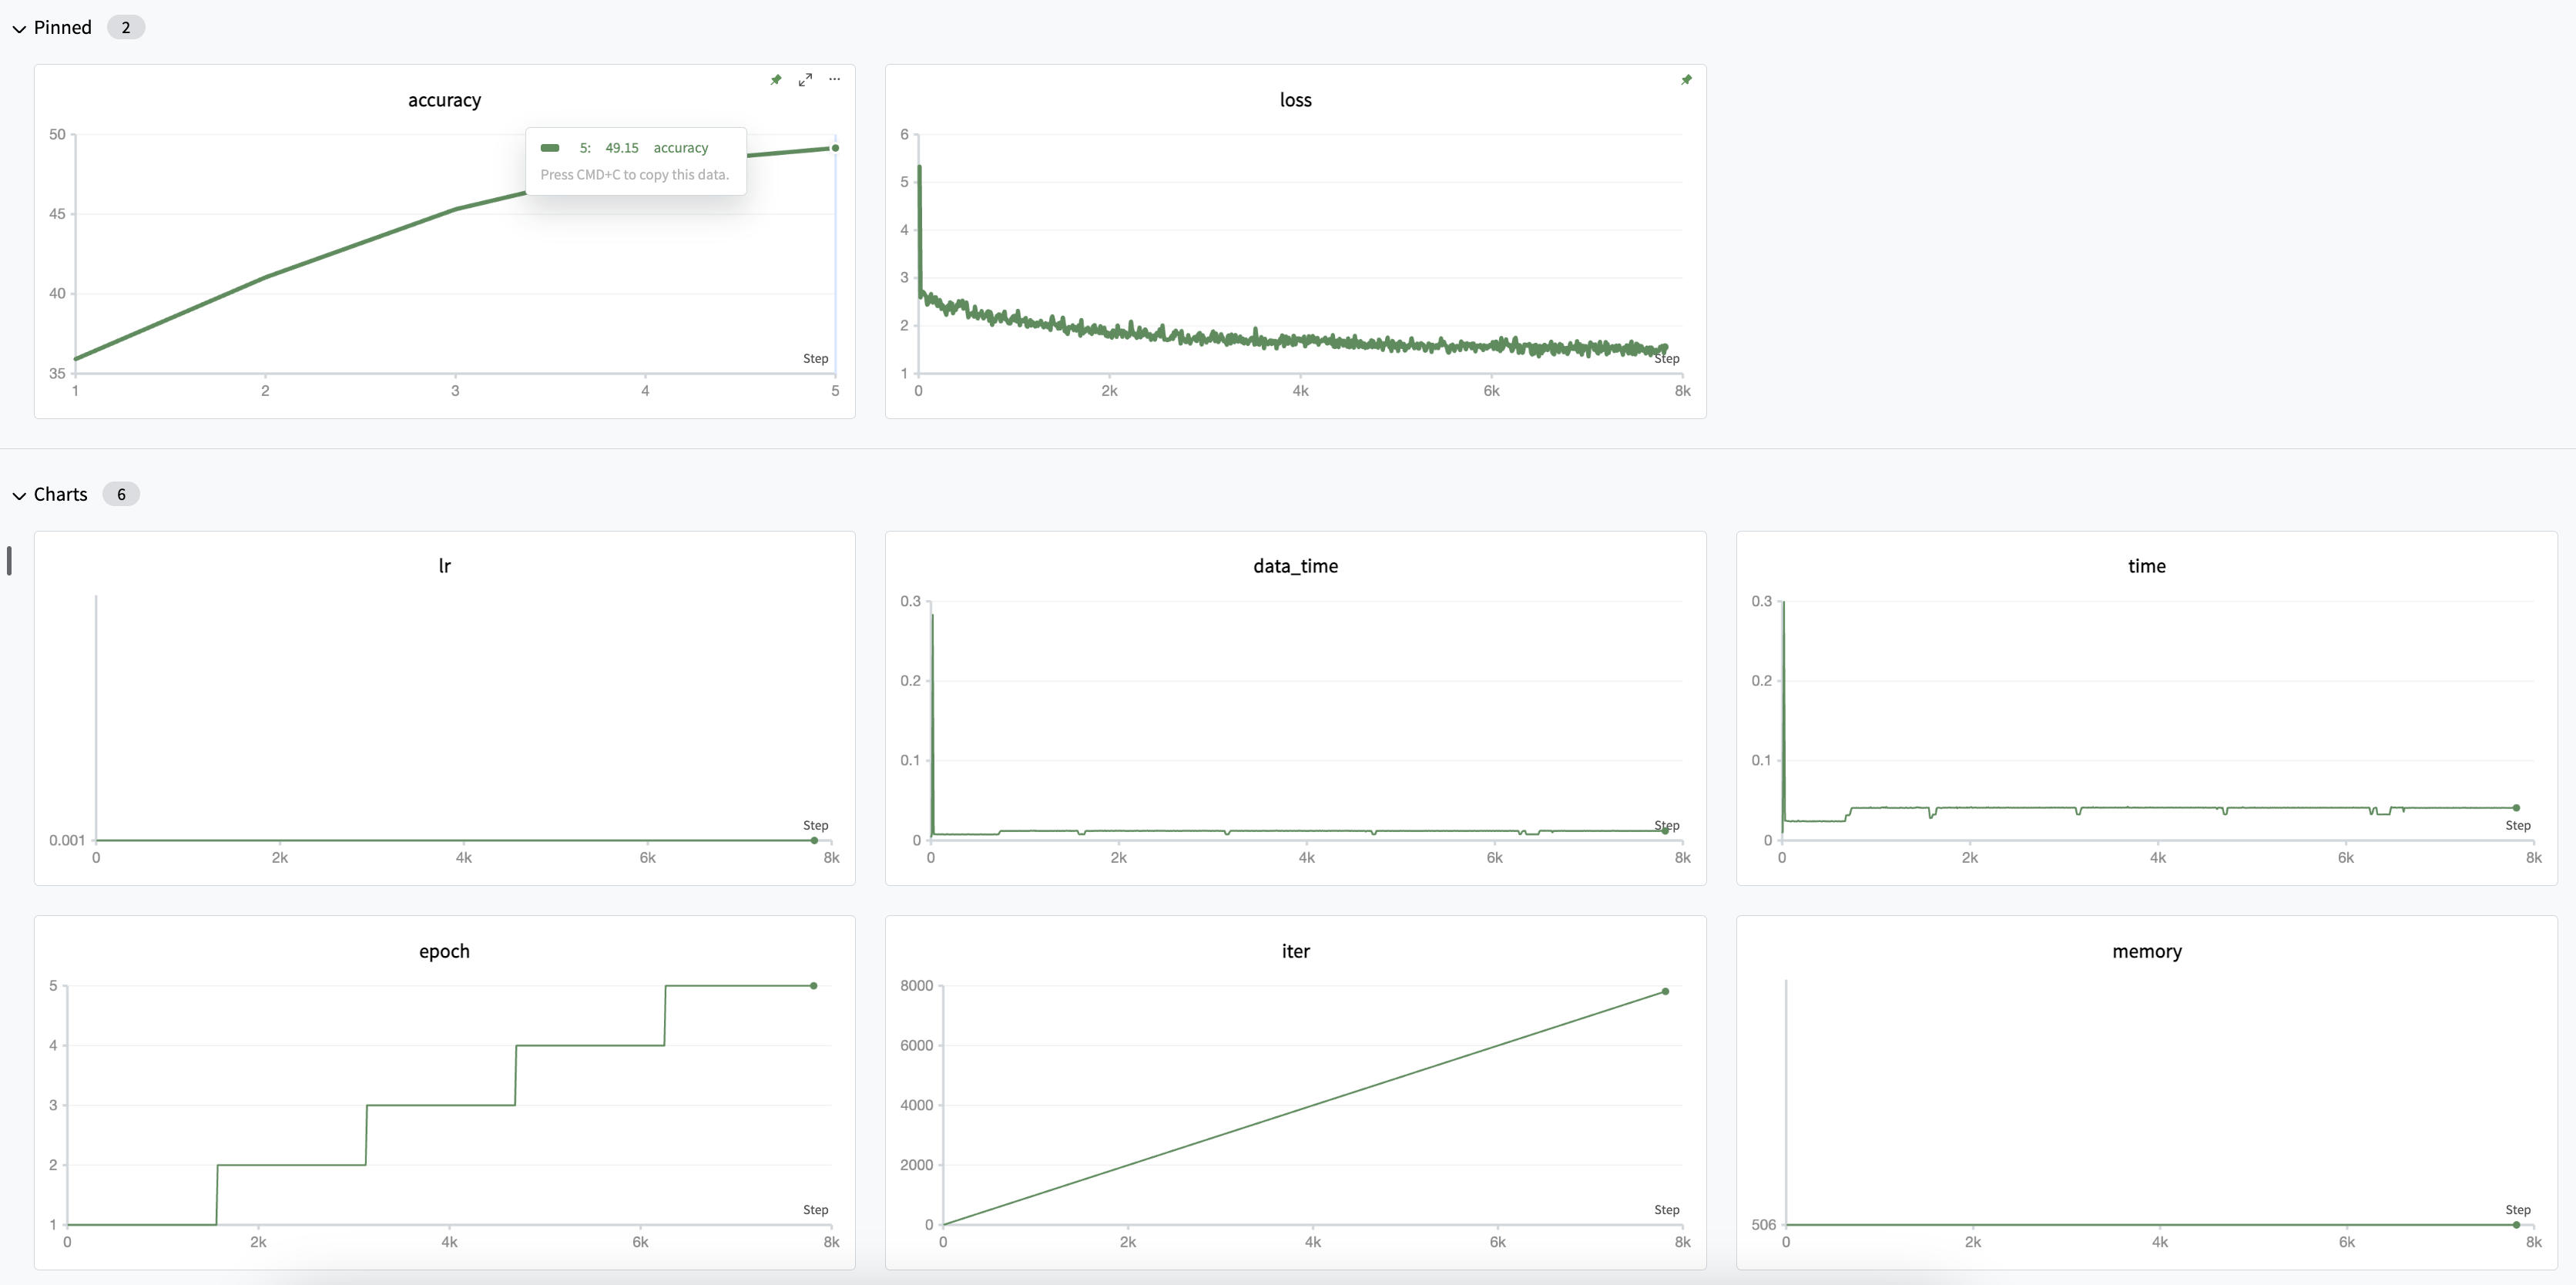 Pinned 2
accuracy
50
45
40
35
1 2 3 4 5
Step
5: 49.15 accuracy
Press CMD+C to copy this data.
loss
6
5
4
3
2
1
0 2k 4k 6k 8k
Step
Charts 6
lr
0.001
0 2k 4k 6k 8k
Step
data_time
0.3
0.2
0.1
0
0 2k 4k 6k 8k
Step
time
0.3
0.2
0.1
0
0 2k 4k 6k 8k
Step
epoch
5
4
3
2
1
0 2k 4k 6k 8k
Step
iter
8000
6000
4000
2000
0
0 2k 4k 6k 8k
Step
memory
506
0 2k 4k 6k 8k
Step